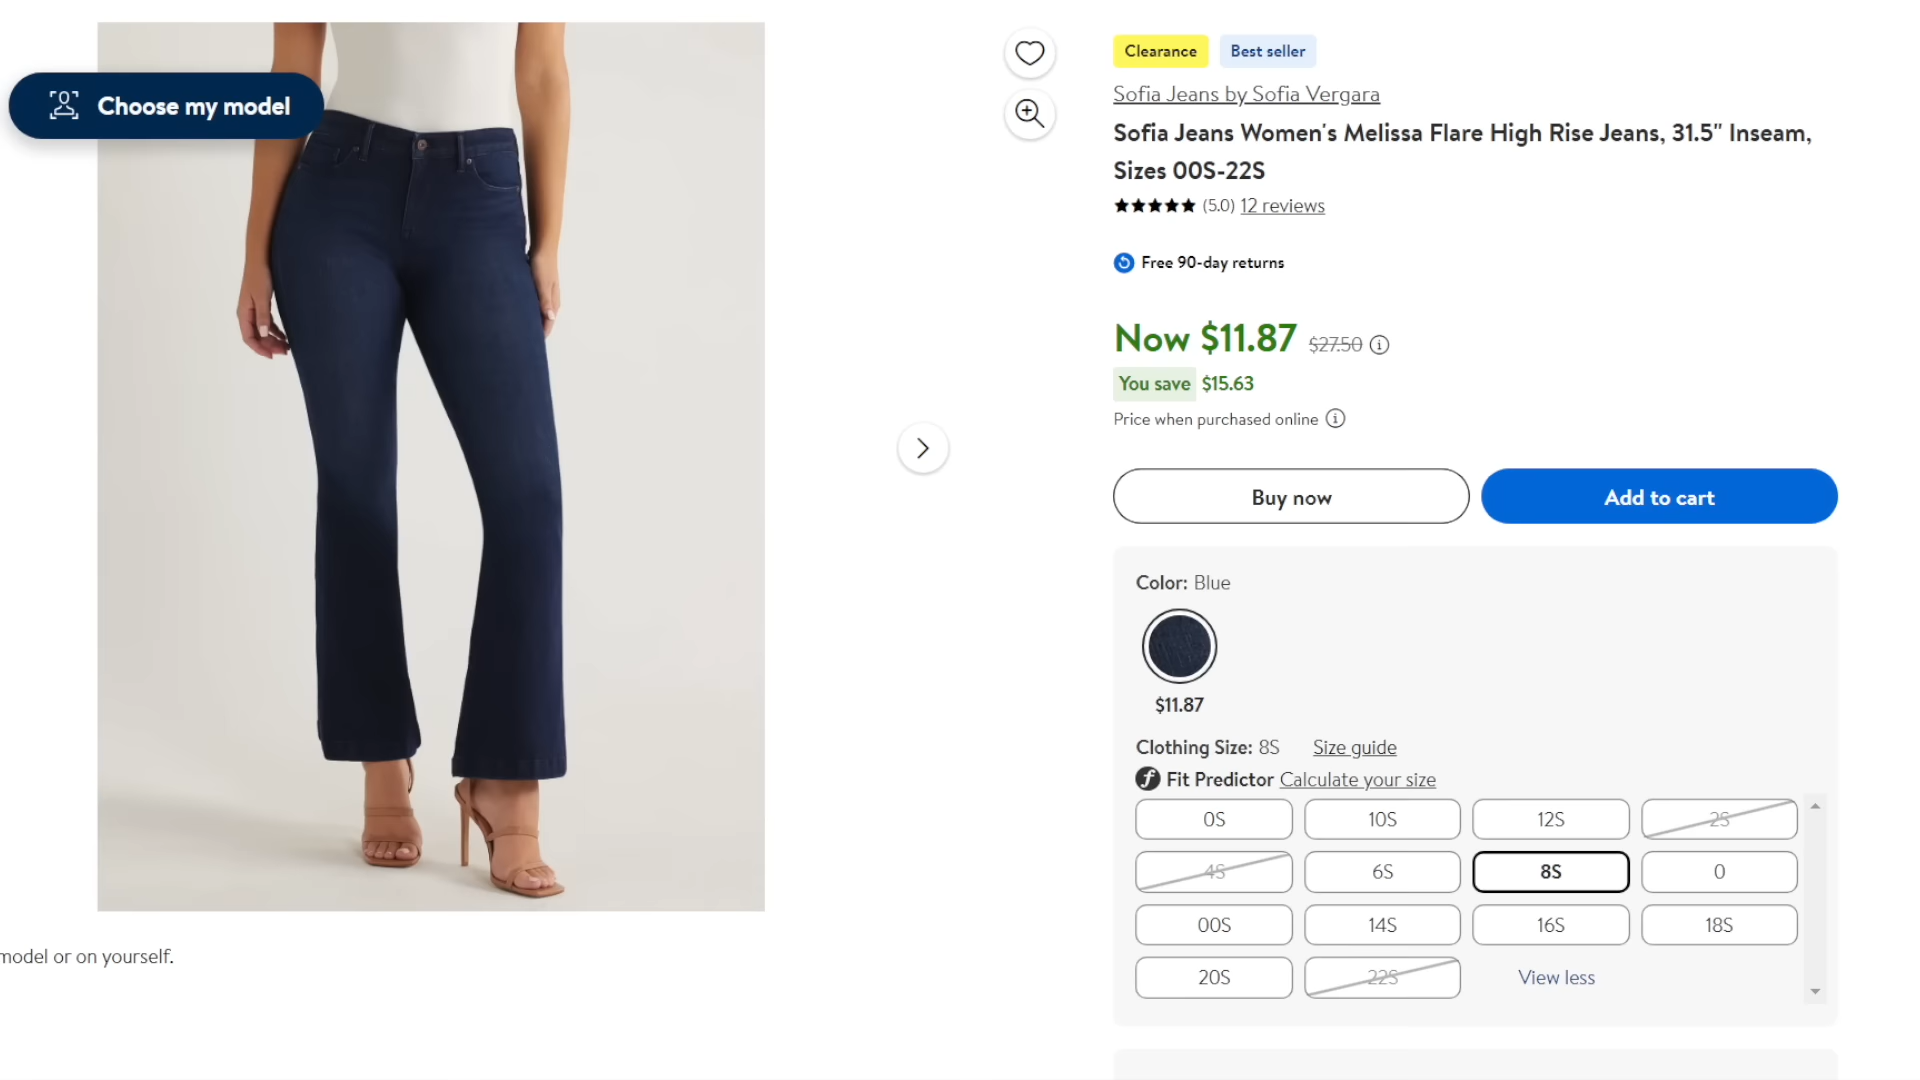 Choose my model
model or on yourself.
Clearance
Best seller
Sofia Jeans by Sofia Vergara
Sofia Jeans Women's Melissa Flare High Rise Jeans, 31.5" Inseam,
Sizes 00S-22S
(5.0) 12 reviews
Free 90-day returns
Now $11.87 $27.50
You save $15.63
Price when purchased online
Buy now
Add to cart
Color: Blue
$11.87
Clothing Size: 8S Size guide
Fit Predictor Calculate your size
0S 10S 12S 2S
4S 6S 8S 0
00S 14S 16S 18S
20S 22S View less